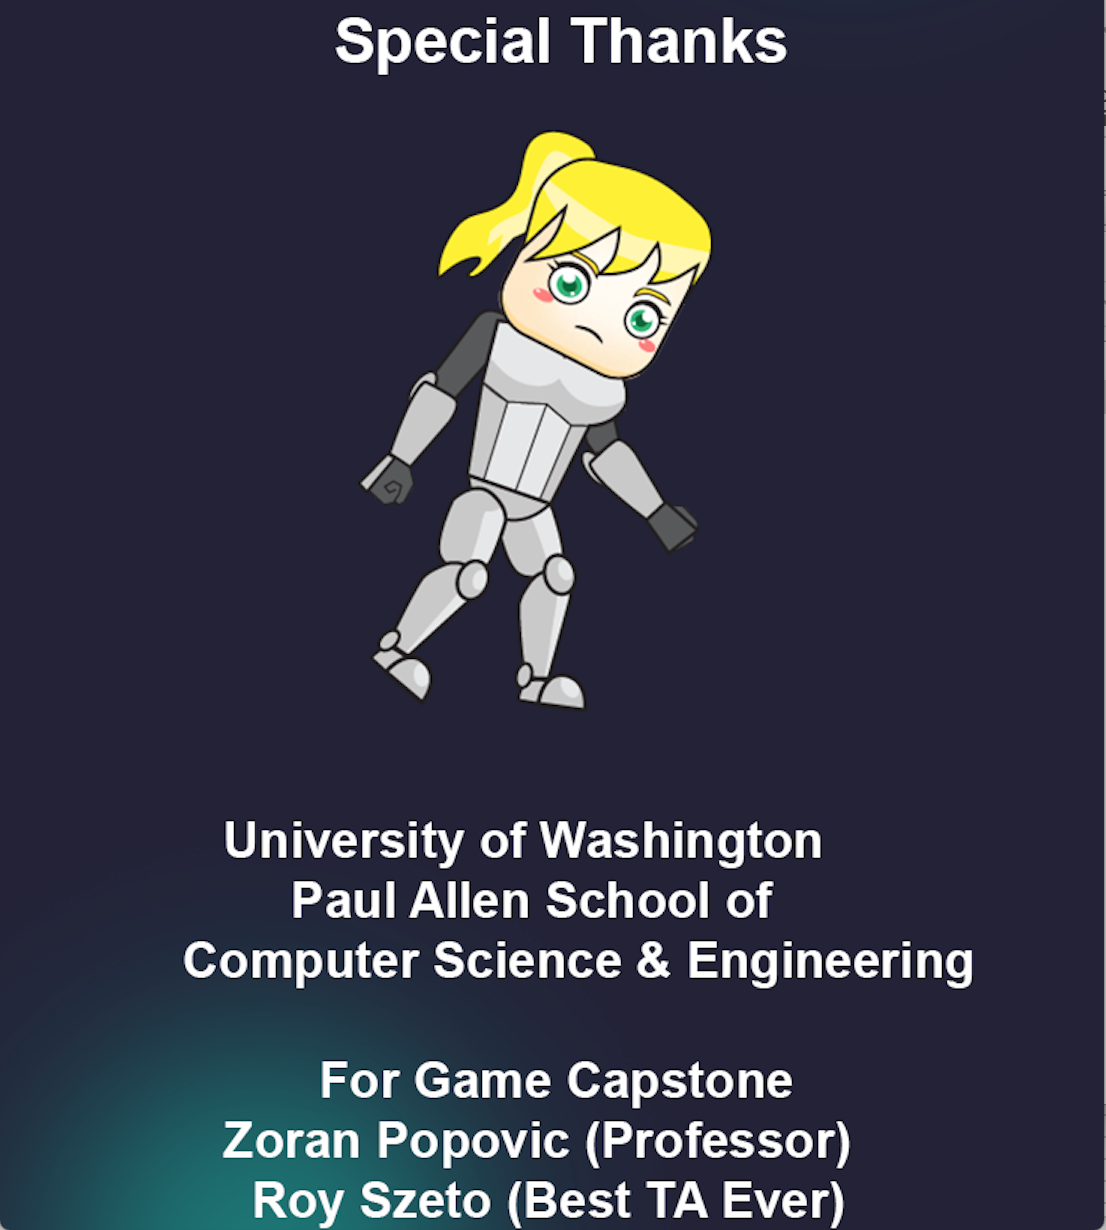 Special Thanks
University of Washington
Paul Allen School of
Computer Science & Engineering
For Game Capstone
Zoran Popovic (Professor)
Roy Szeto (Best TA Ever)